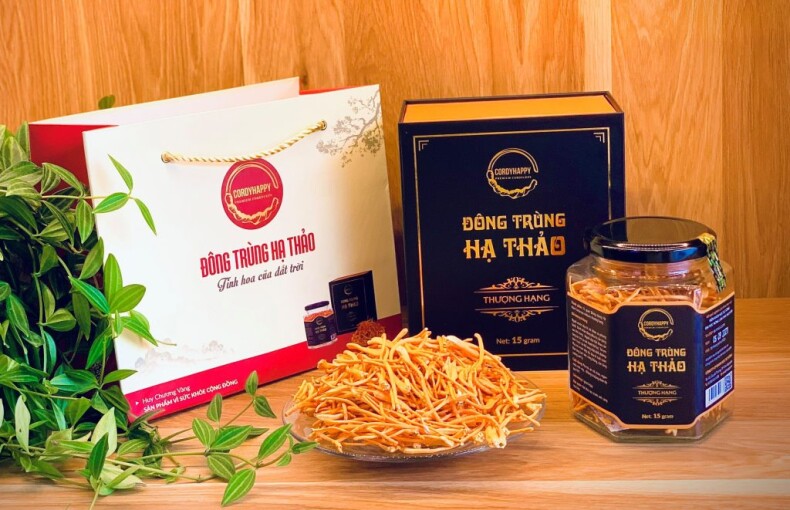 CORDYHAPPY
ĐÔNG TRÙNG HẠ THẢO
Tinh hoa của đất trời
Huy Chương Vàng
SẢN PHẨM VÌ SỨC KHỎE CỘNG ĐỒNG
CORDYHAPPY
PREMIUM CORDYCEPS
ĐÔNG TRÙNG
HẠ THẢO
THƯỢNG HẠNG
Net: 15 gram
CORDYHAPPY
ĐÔNG TRÙNG
HẠ THẢO
THƯỢNG HẠNG
Net: 15 gram